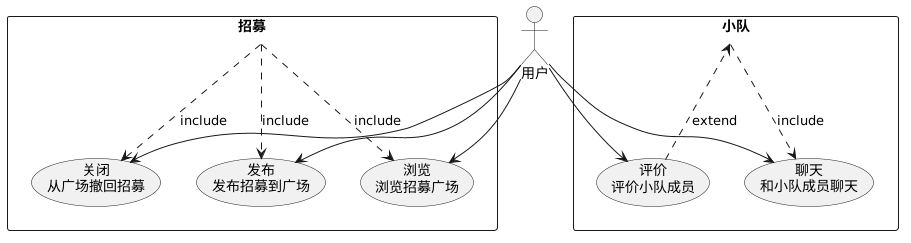 招募
小队
用户
include
include
include
extend
include
关闭
从广场撤回招募
发布
发布招募到广场
浏览
浏览招募广场
评价
评价小队成员
聊天
和小队成员聊天